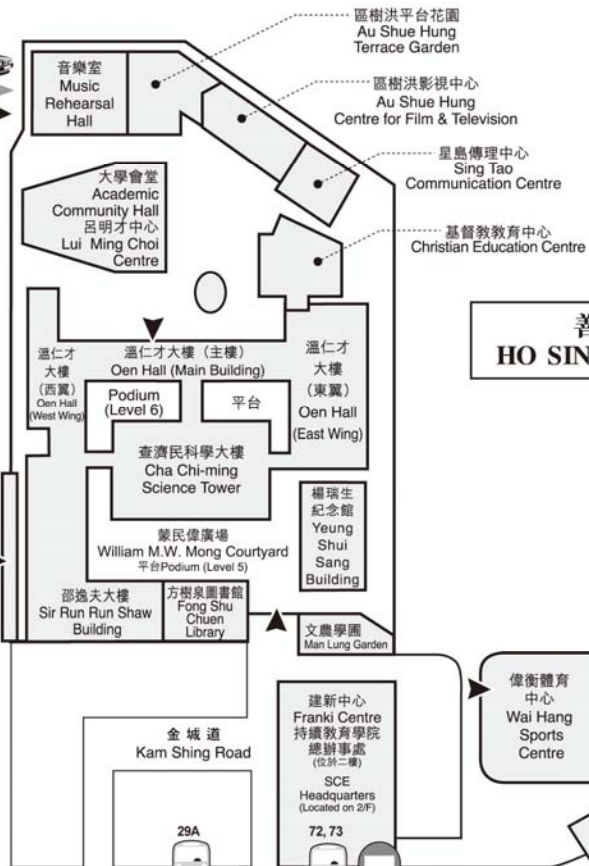 區樹洪平台花園
Au Shue Hung
Terrace Garden
音樂室
Music
Rehearsal
Hall
區樹洪影視中心
Au Shue Hung
Centre for Film & Television
星島傳理中心
Sing Tao
Communication Centre
大學會堂
Academic
Community Hall
呂明才中心
Lui Ming Choi
Centre
基督教教育中心
Christian Education Centre
善
HO SIN
溫仁才
大樓
(西翼)
Oen Hall
(West Wing)
溫仁才大樓（主樓）
Oen Hall (Main Building)
溫仁才
大樓
（東翼）
Oen Hall
(East Wing)
Podium
(Level 6)
平台
查濟民科學大樓
Cha Chi-ming
Science Tower
楊瑞生
紀念館
Yeung
Shui
Sang
Building
蒙民偉廣場
William M.W. Mong Courtyard
平台Podium (Level 5)
邵逸夫大樓
Sir Run Run Shaw
Building
方樹泉圖書館
Fong Shu
Chuen
Library
文農學圃
Man Lung Garden
建新中心
Franki Centre
持續教育學院
總辦事處
(位於二樓)
SCE
Headquarters
(Located on 2/F)
偉衡體育
中心
Wai Hang
Sports
Centre
金城道
Kam Shing Road
29A
72, 73